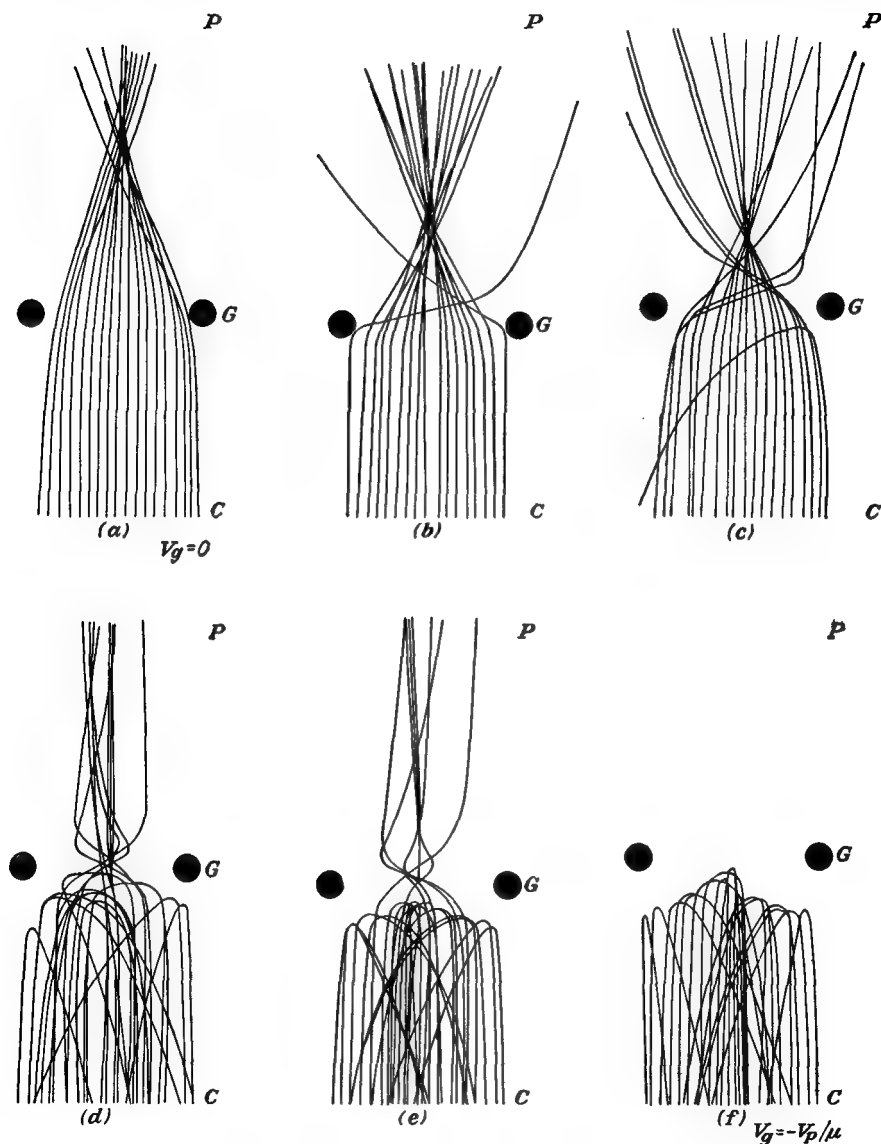 P P P
G G G
C C C
(a) (b) (c)
Vg=0
P P P
G G G
C C C
(d) (e) (f)
Vg=-Vp/μ